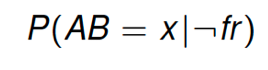 P(AB = x|¬fr)